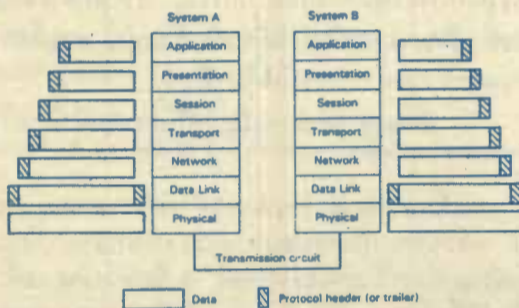 System A
System B
Application
Application
Presentation
Presentation
Session
Session
Transport
Transport
Network
Network
Data Link
Data Link
Physical
Physical
Transmission circuit
Data
Protocol header (or trailer)